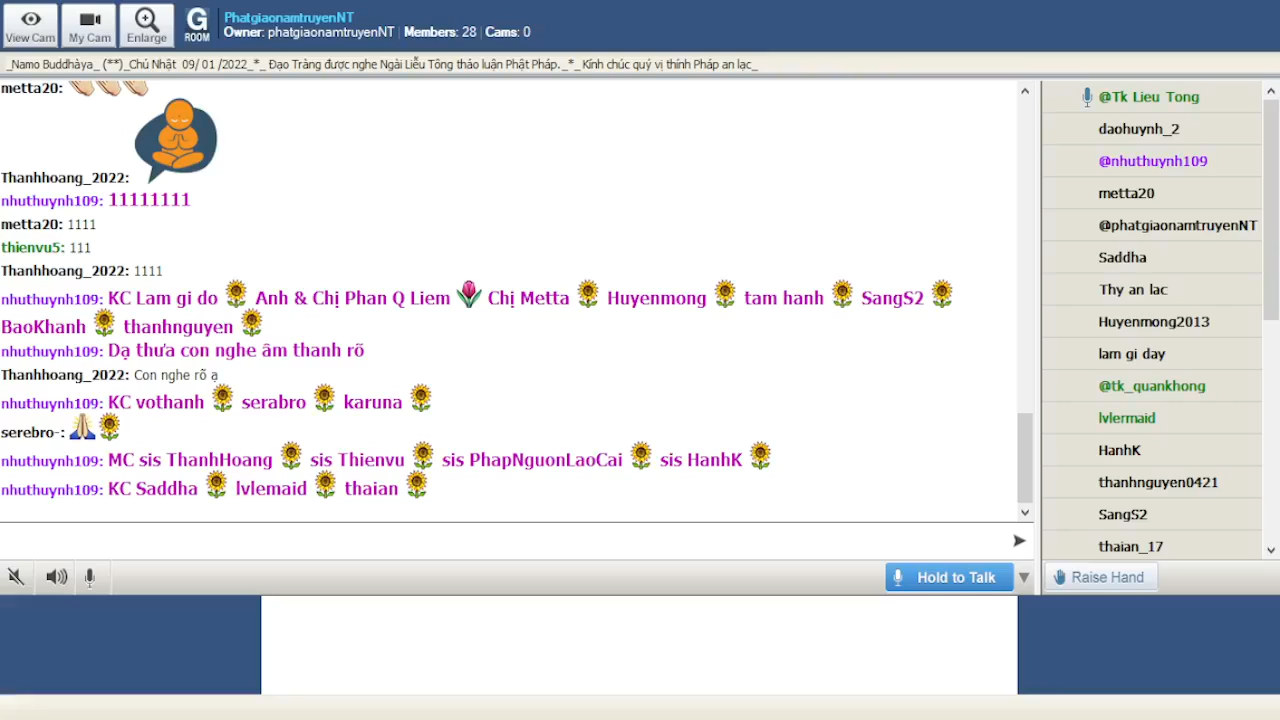 View Cam
My Cam
Enlarge
G
ROOM
PhatgiaonamtruyenNT
Owner: phatgiaonamtruyenNT | Members: 28 | Cams: 0
_Namo Buddhàya_ (**)_Chủ Nhật 09/ 01 /2022_*_ Đạo Tràng được nghe Ngài Liễu Tông thảo luận Phật Pháp._*_Kính chúc quý vị thính Pháp an lạc_
metta20:
Thanhhoang_2022:
nhuthuynh109: 11111111
metta20: 1111
thienvu5: 111
Thanhhoang_2022: 1111
nhuthuynh109: KC Lam gi do Anh & Chị Phan Q Liem Chị Metta Huyenmong tam hanh SangS2
BaoKhanh thanhnguyen
nhuthuynh109: Dạ thưa con nghe âm thanh rõ
Thanhhoang_2022: Con nghe rõ ạ
nhuthuynh109: KC vothanh serabro karuna
serebro-:
nhuthuynh109: MC sis ThanhHoang sis Thienvu sis PhapNguonLaoCai sis HanhK
nhuthuynh109: KC Saddha lvlemaid thaian
@Tk Lieu Tong
daohuynh_2
@nhuthuynh109
metta20
@phatgiaonamtruyenNT
Saddha
Thy an lac
Huyenmong2013
lam gi day
@tk_quankhong
lvlermaid
HanhK
thanhnguyen0421
SangS2
thaian_17
Hold to Talk
Raise Hand